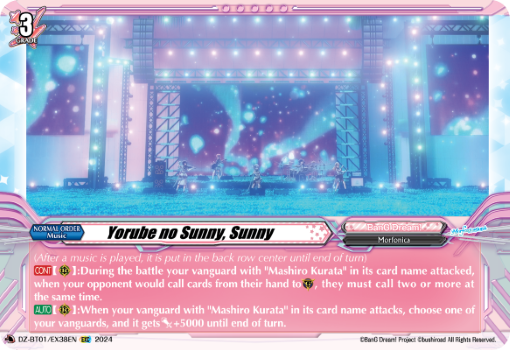 3
GRADE
NORMAL ORDER
Music
Yorube no Sunny, Sunny
BanG Dream!
Morfonica
(After a music is played, it is put in the back row center until end of turn)
CONT [ ]:During the battle your vanguard with "Mashiro Kurata" in its card name attacked,
when your opponent would call cards from their hand to , they must call two or more at
the same time.
AUTO [ ]:When your vanguard with "Mashiro Kurata" in its card name attacks, choose one of
your vanguards, and it gets +5000 until end of turn.
DZ-BT01/EX38EN EX 2024
©BanG Dream! Project ©bushiroad All Rights Reserved.